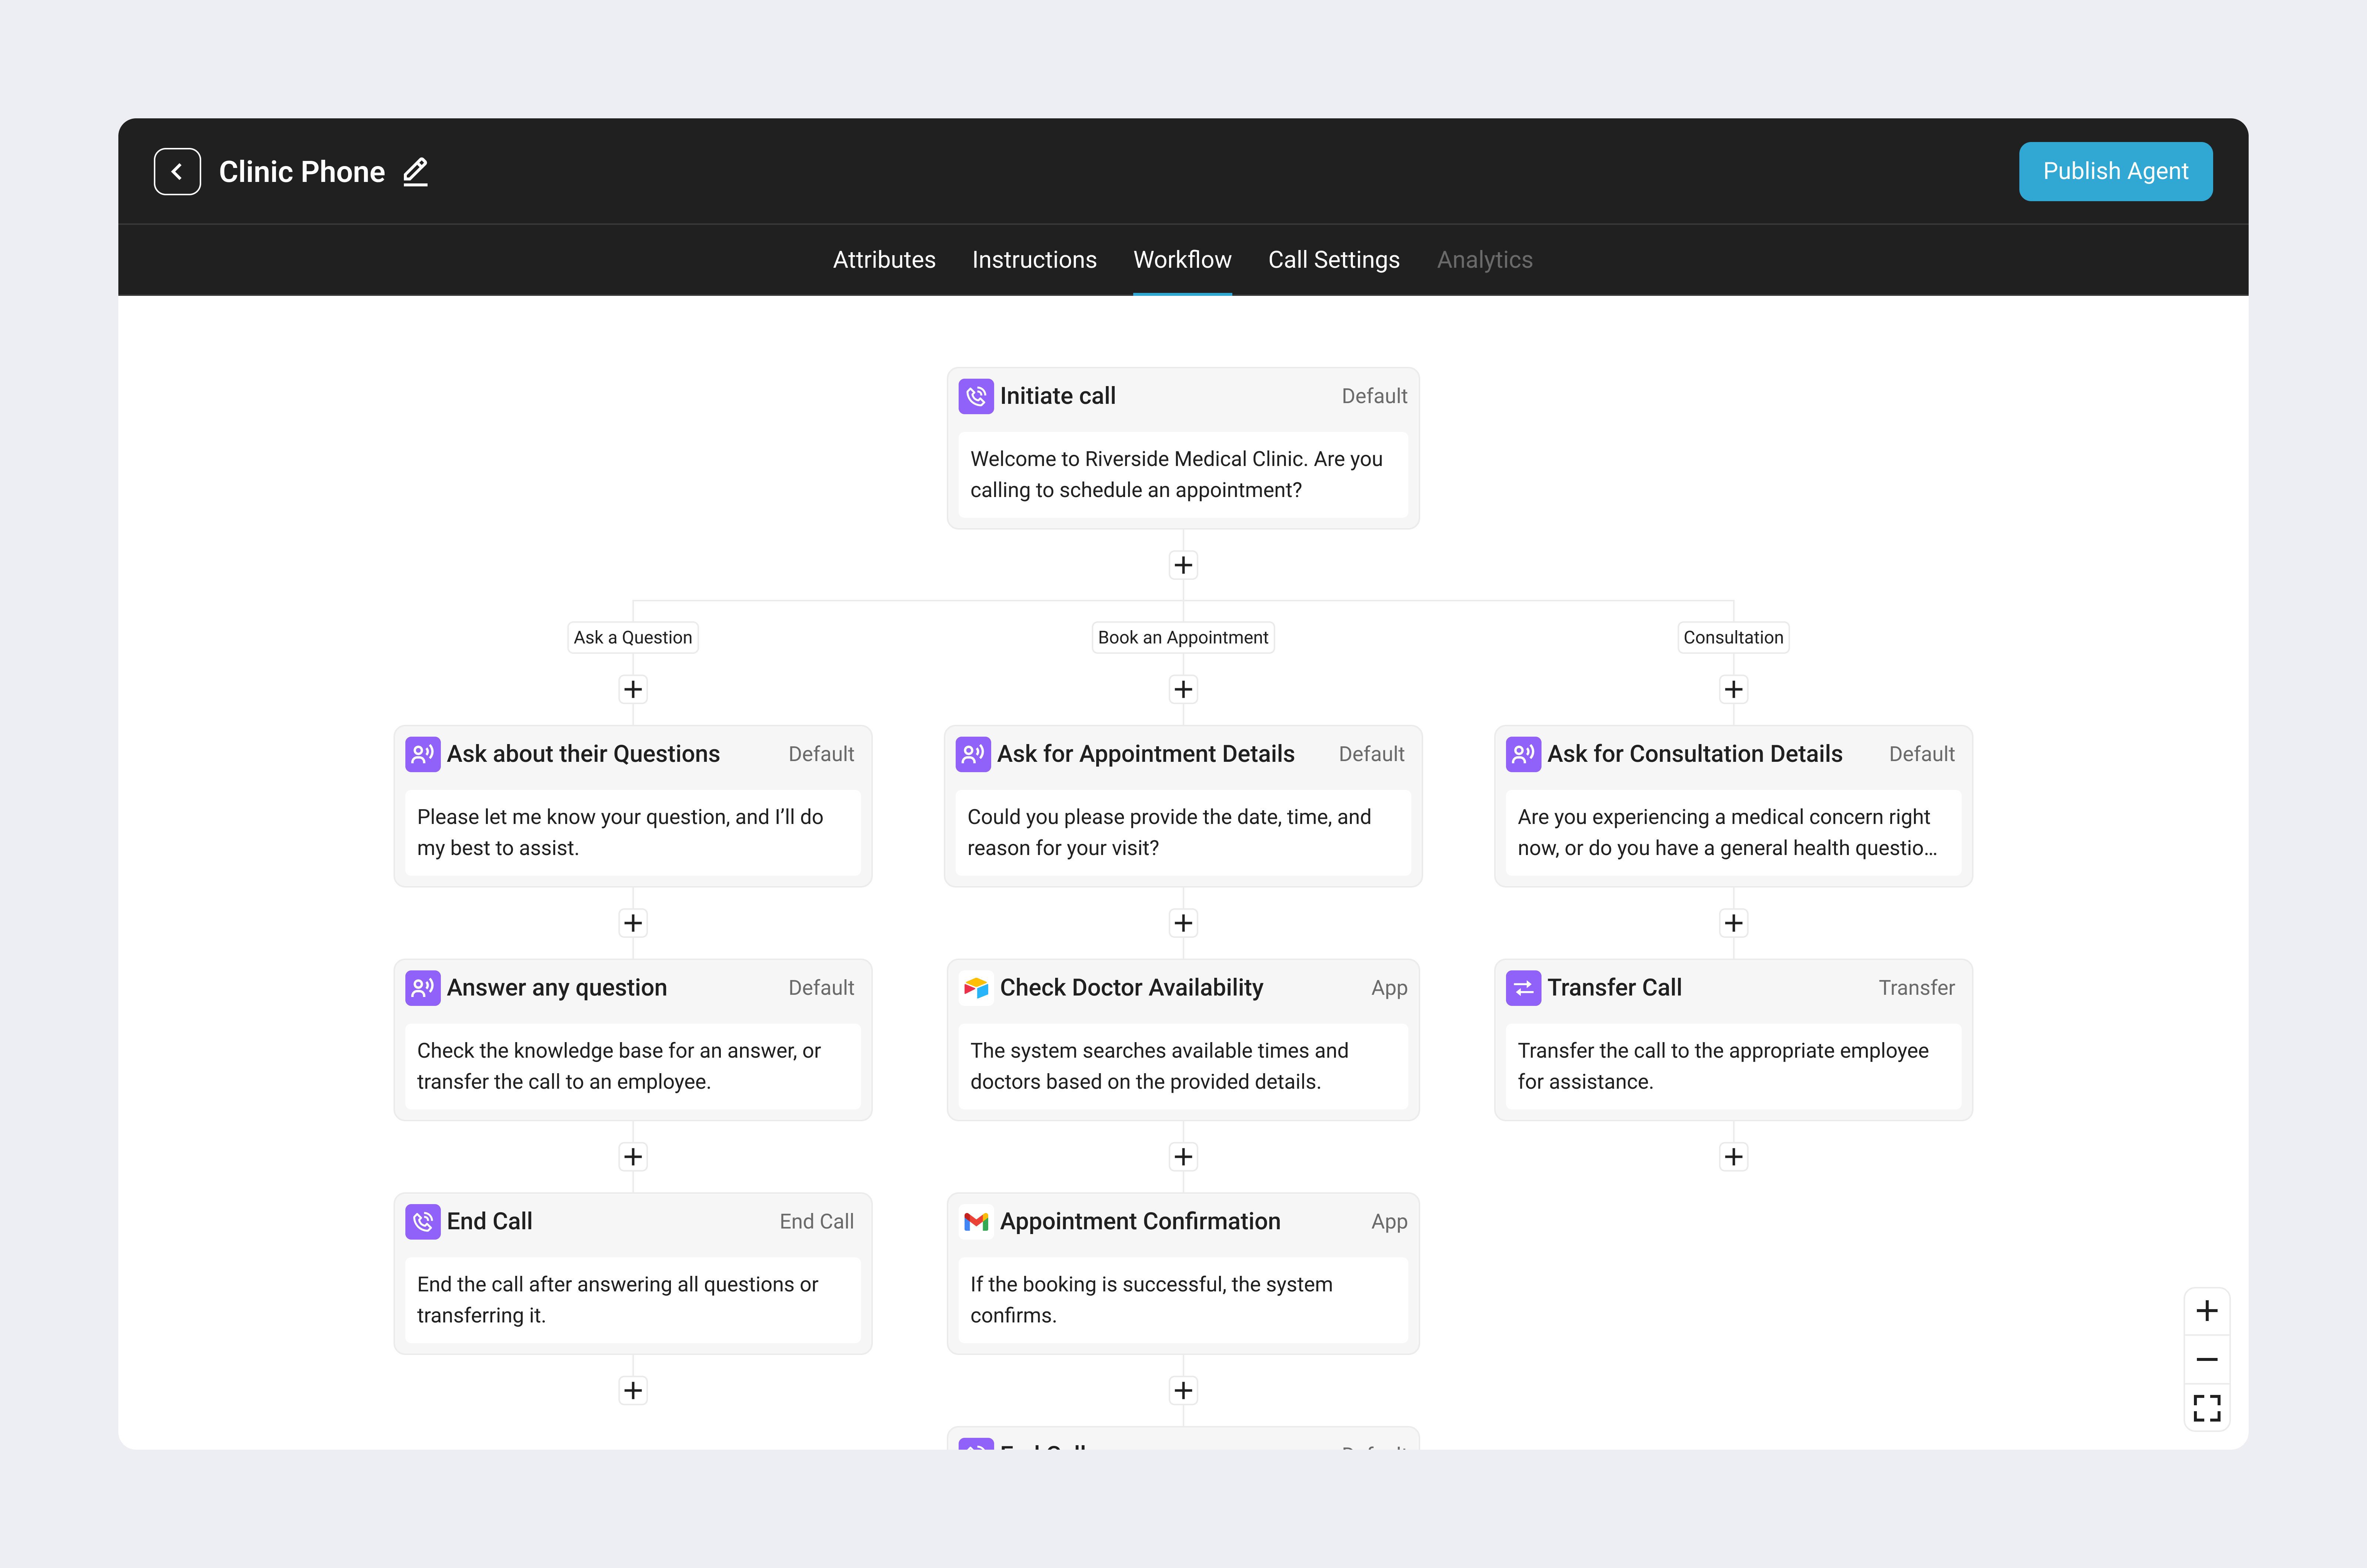 Clinic Phone
Publish Agent
Attributes
Instructions
Workflow
Call Settings
Analytics
Initiate call
Default
Welcome to Riverside Medical Clinic. Are you
calling to schedule an appointment?
Ask a Question
Book an Appointment
Consultation
Ask about their Questions
Default
Please let me know your question, and I’ll do
my best to assist.
Ask for Appointment Details
Default
Could you please provide the date, time, and
reason for your visit?
Ask for Consultation Details
Default
Are you experiencing a medical concern right
now, or do you have a general health questio...
Answer any question
Default
Check the knowledge base for an answer, or
transfer the call to an employee.
Check Doctor Availability
App
The system searches available times and
doctors based on the provided details.
Transfer Call
Transfer
Transfer the call to the appropriate employee
for assistance.
End Call
End Call
End the call after answering all questions or
transferring it.
Appointment Confirmation
App
If the booking is successful, the system
confirms.
End Call
Default